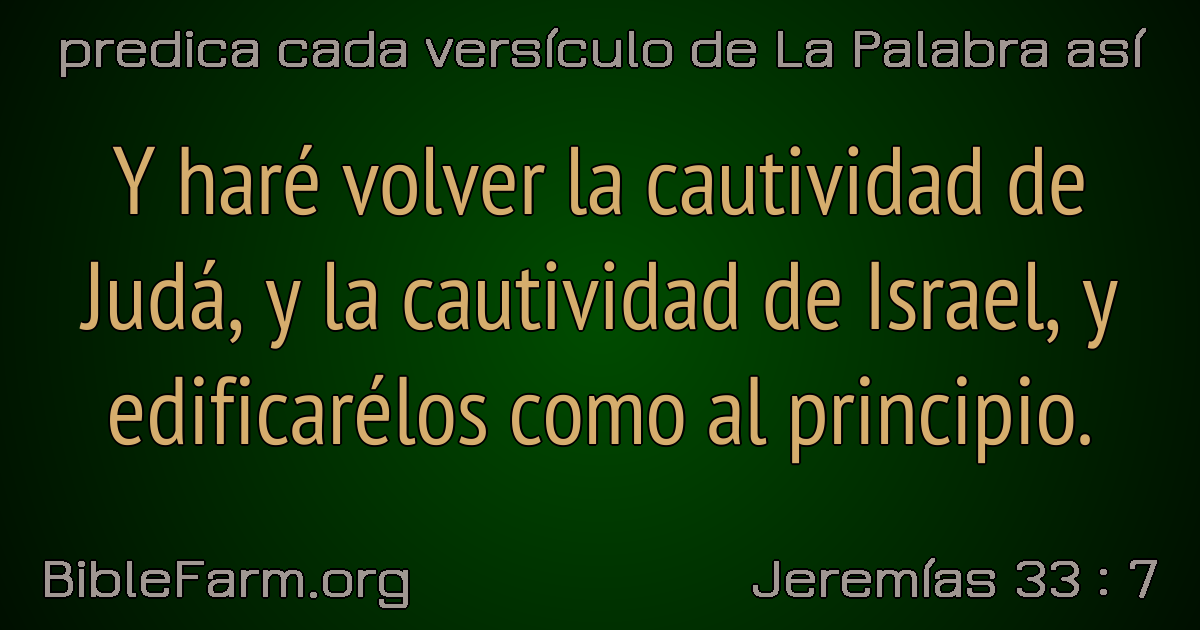 predica cada versículo de La Palabra así
Y haré volver la cautividad de
Judá, y la cautividad de Israel, y
edificarélos como al principio.
BibleFarm.org
Jeremías 33 : 7